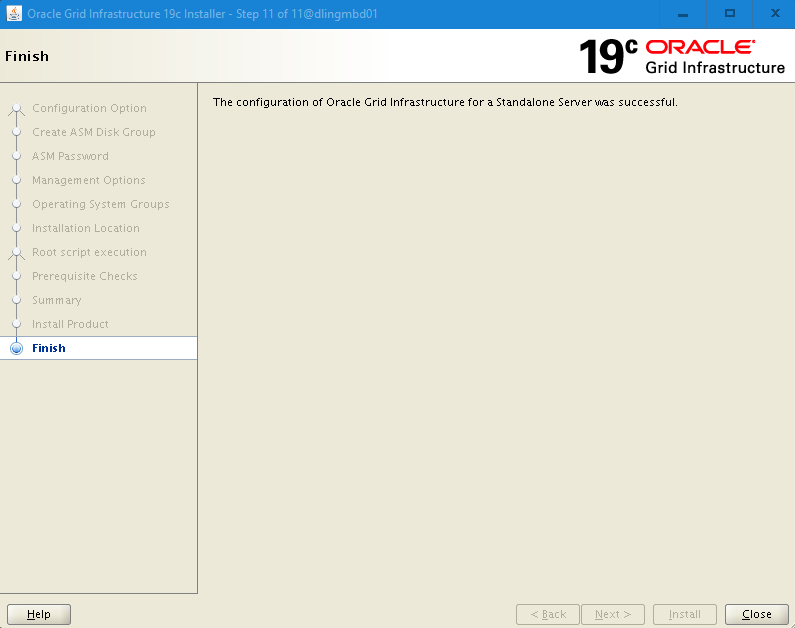 Oracle Grid Infrastructure 19c Installer - Step 11 of 11@dlingmbd01
Finish
19c ORACLE
Grid Infrastructure
Configuration Option
Create ASM Disk Group
ASM Password
Management Options
Operating System Groups
Installation Location
Root script execution
Prerequisite Checks
Summary
Install Product
Finish
The configuration of Oracle Grid Infrastructure for a Standalone Server was successful.
Help
< Back
Next >
Install
Close